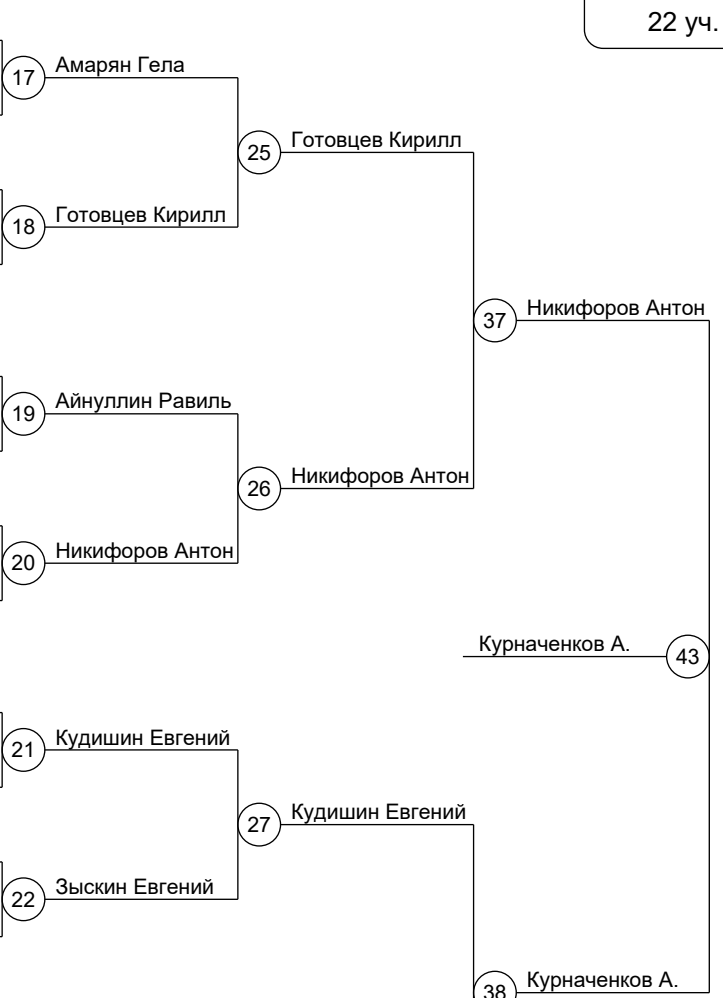 22 уч.
17 Амарян Гела
25 Готовцев Кирилл
18 Готовцев Кирилл
37 Никифоров Антон
19 Айнуллин Равиль
26 Никифоров Антон
20 Никифоров Антон
Курначенков А. 43
21 Кудишин Евгений
27 Кудишин Евгений
22 Зыскин Евгений
38 Курначенков А.